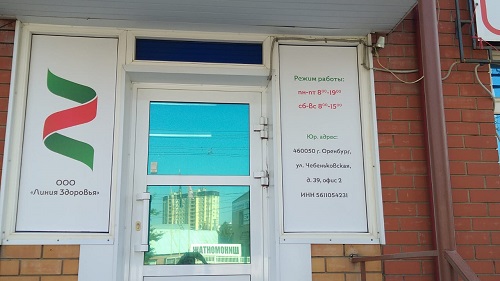 ООО
«Линия Здоровья»
Режим работы:
пн-пт 8⁰⁰-19⁰⁰
сб-Вс 8⁰⁰-15⁰⁰
Юр. адрес:
460050 г. Оренбург,
ул. Чебеньковская,
д. 39, офис 2
ИНН 5611054231
ШИНОМОНТАЖ